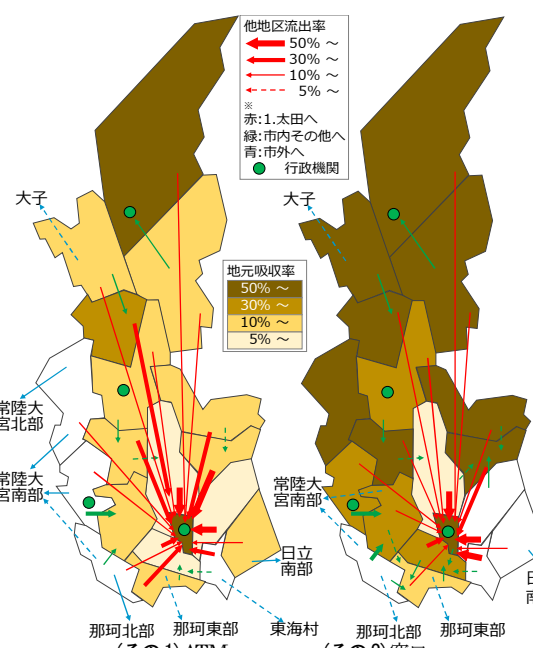 他地区流出率
50% ～
30% ～
10% ～
5% ～
※
赤:1.太田へ
緑:市内その他へ
青:市外へ
行政機関
大子
大子
地元吸収率
50% ～
30% ～
10% ～
5% ～
常陸大
宮北部
常陸大
宮南部
常陸大
宮南部
日立
南部
那珂北部
那珂東部
東海村
那珂北部
那珂東部
(その1) ATM